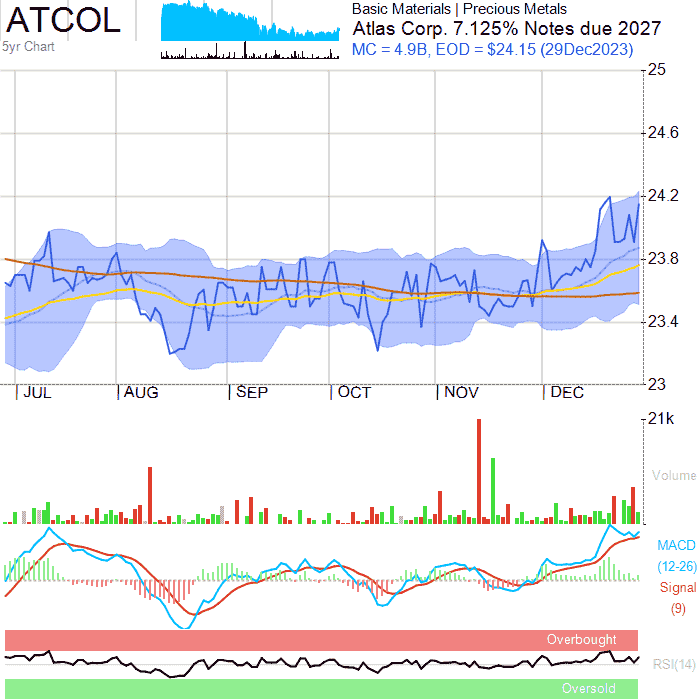 ATCOL
5yr Chart
Basic Materials | Precious Metals
Atlas Corp. 7.125% Notes due 2027
MC = 4.9B, EOD = $24.15 (29Dec2023)
25
24.6
24.2
23.8
23.4
23
JUL AUG SEP OCT NOV DEC
21k
Volume
MACD
(12-26)
Signal
(9)
Overbought
RSI(14)
Oversold